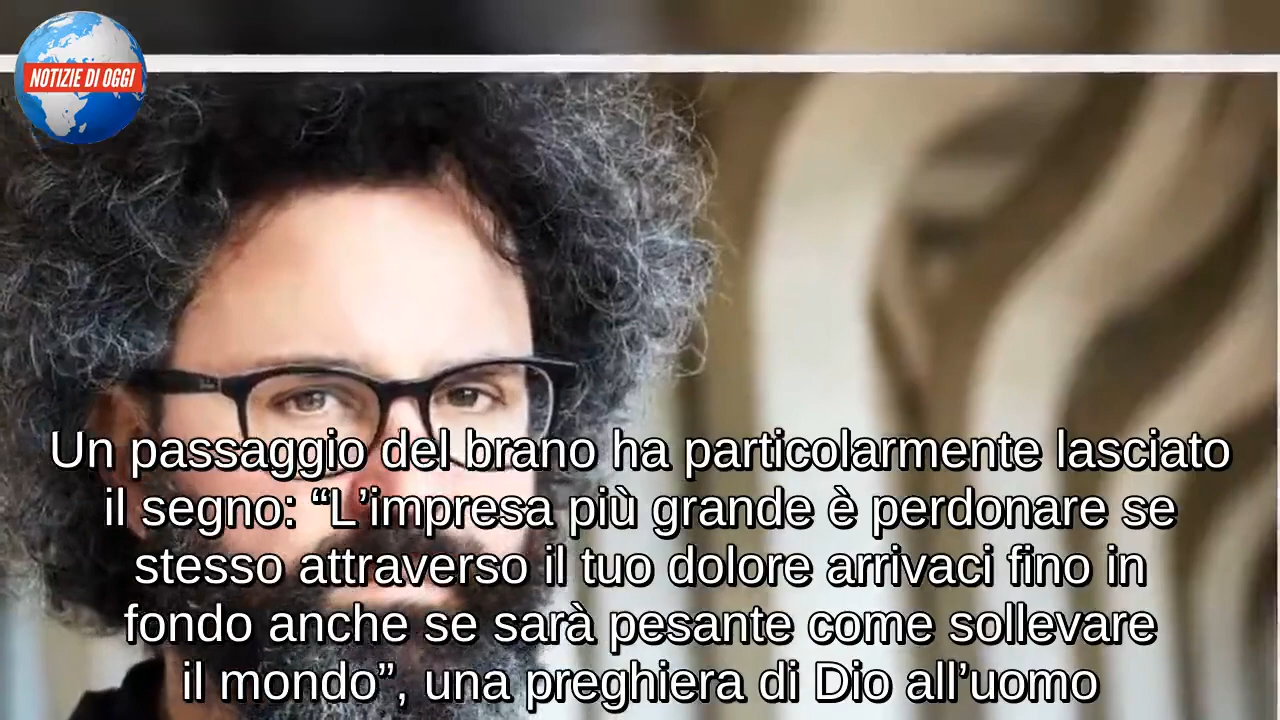 NOTIZIE DI OGGI
Un passaggio del brano ha particolarmente lasciato
il segno: “L’impresa più grande è perdonare se
stesso attraverso il tuo dolore arrivaci fino in
fondo anche se sarà pesante come sollevare
il mondo”, una preghiera di Dio all’uomo